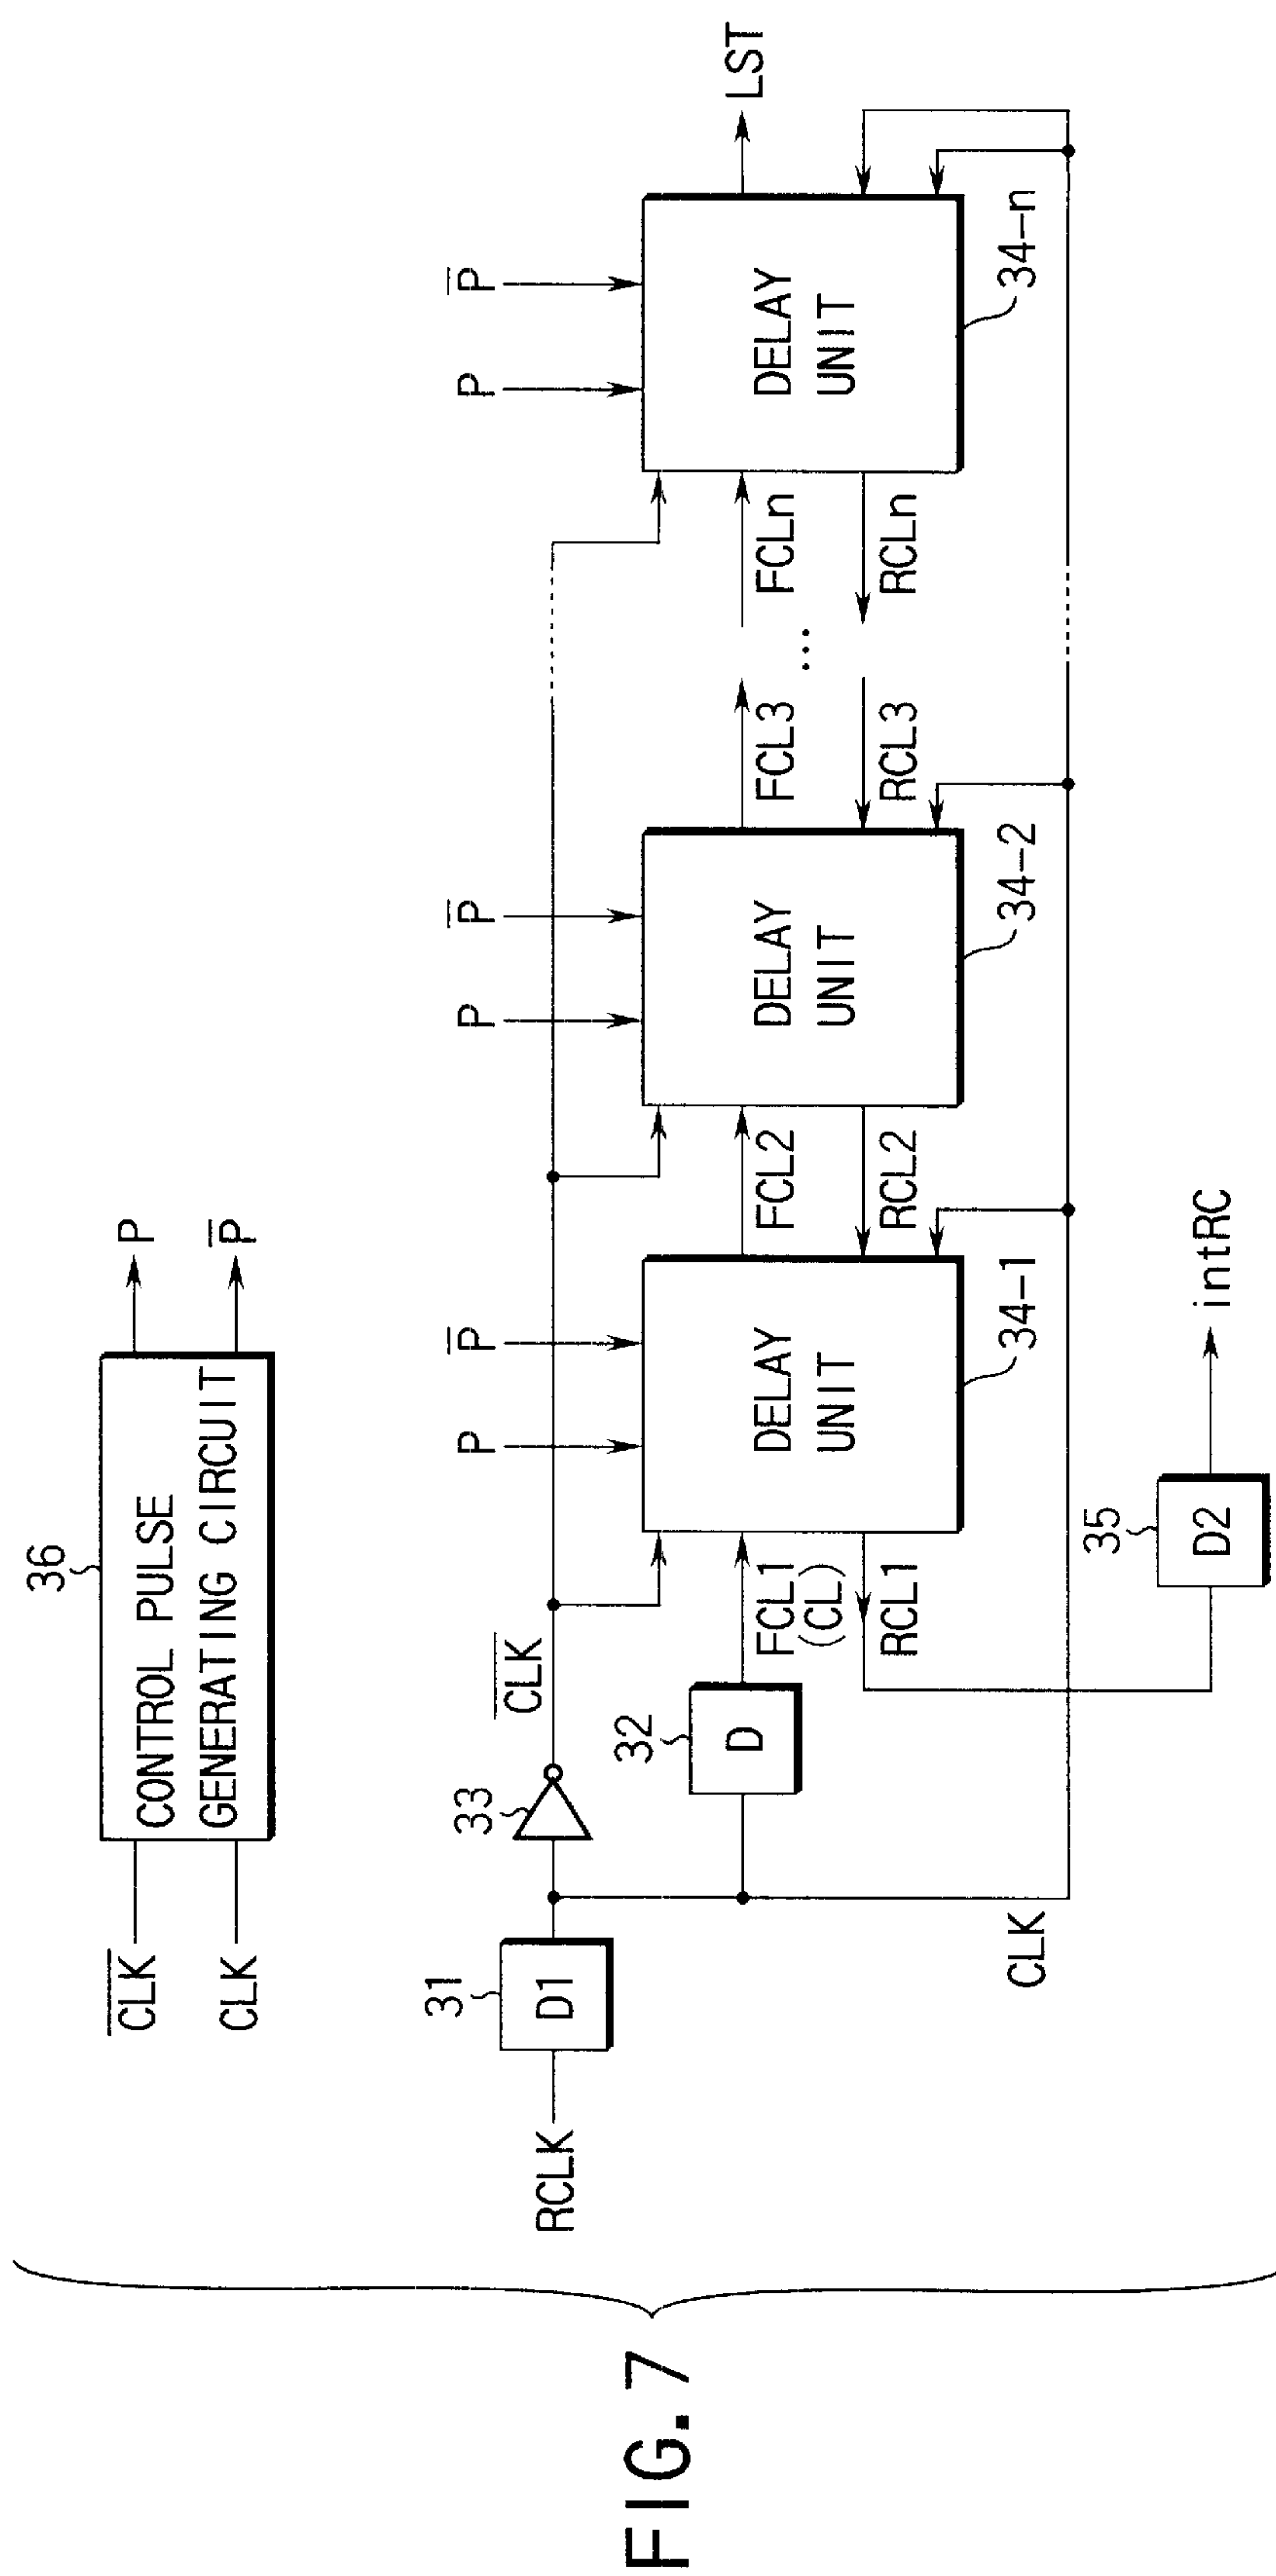 FIG. 7
36
C̅L̅K̅
CLK
CONTROL PULSE
GENERATING CIRCUIT
P
P̅
RCLK
31
D1
33
C̅L̅K̅
32
D
CLK
FCL1
(CL)
RCL1
P
P̅
DELAY
UNIT
34-1
FCL2
RCL2
P
P̅
DELAY
UNIT
34-2
FCL3
RCL3
...
FCLn
RCLn
P
P̅
DELAY
UNIT
34-n
LST
35
D2
intRC